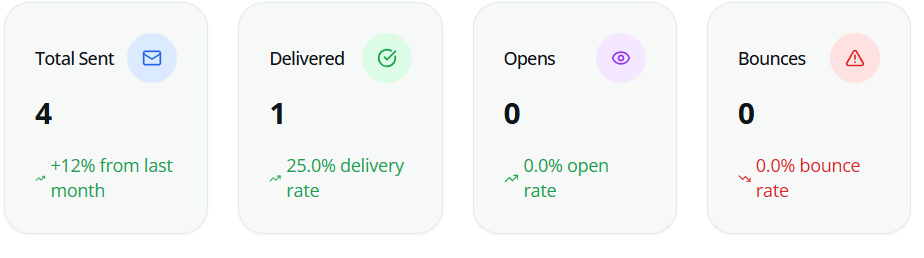 Total Sent
4
+12% from last
month
Delivered
1
25.0% delivery
rate
Opens
0
0.0% open
rate
Bounces
0
0.0% bounce
rate